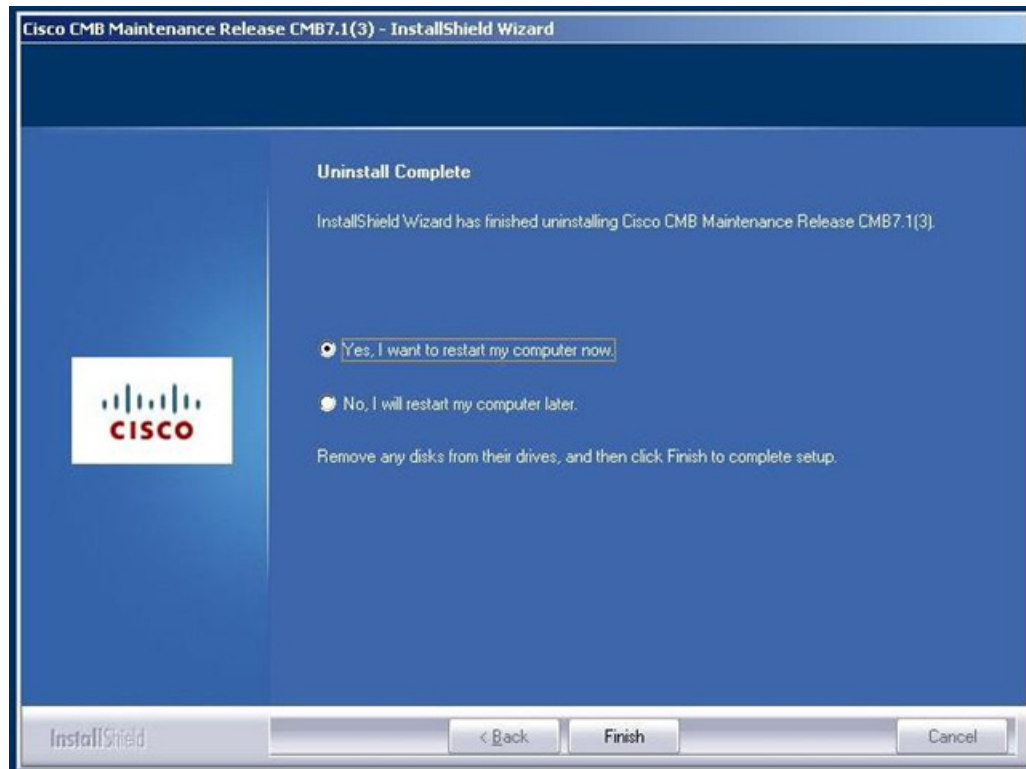 Cisco CMB Maintenance Release CMB7.1(3) - InstallShield Wizard
Uninstall Complete
InstallShield Wizard has finished uninstalling Cisco CMB Maintenance Release CMB7.1(3).
Yes, I want to restart my computer now.
No, I will restart my computer later.
CISCO
Remove any disks from their drives, and then click Finish to complete setup.
InstallShield
< Back
Finish
Cancel